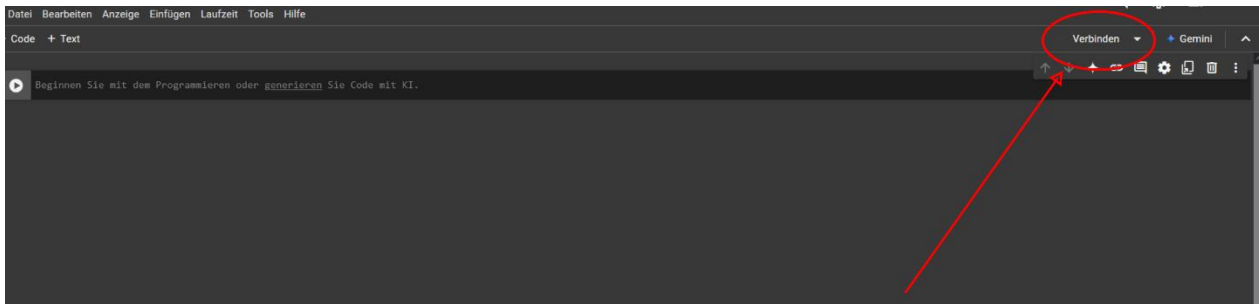 Datei Bearbeiten Anzeige Einfügen Laufzeit Tools Hilfe
Code + Text Verbinden Gemini
Beginnen Sie mit dem Programmieren oder generieren Sie Code mit KI.